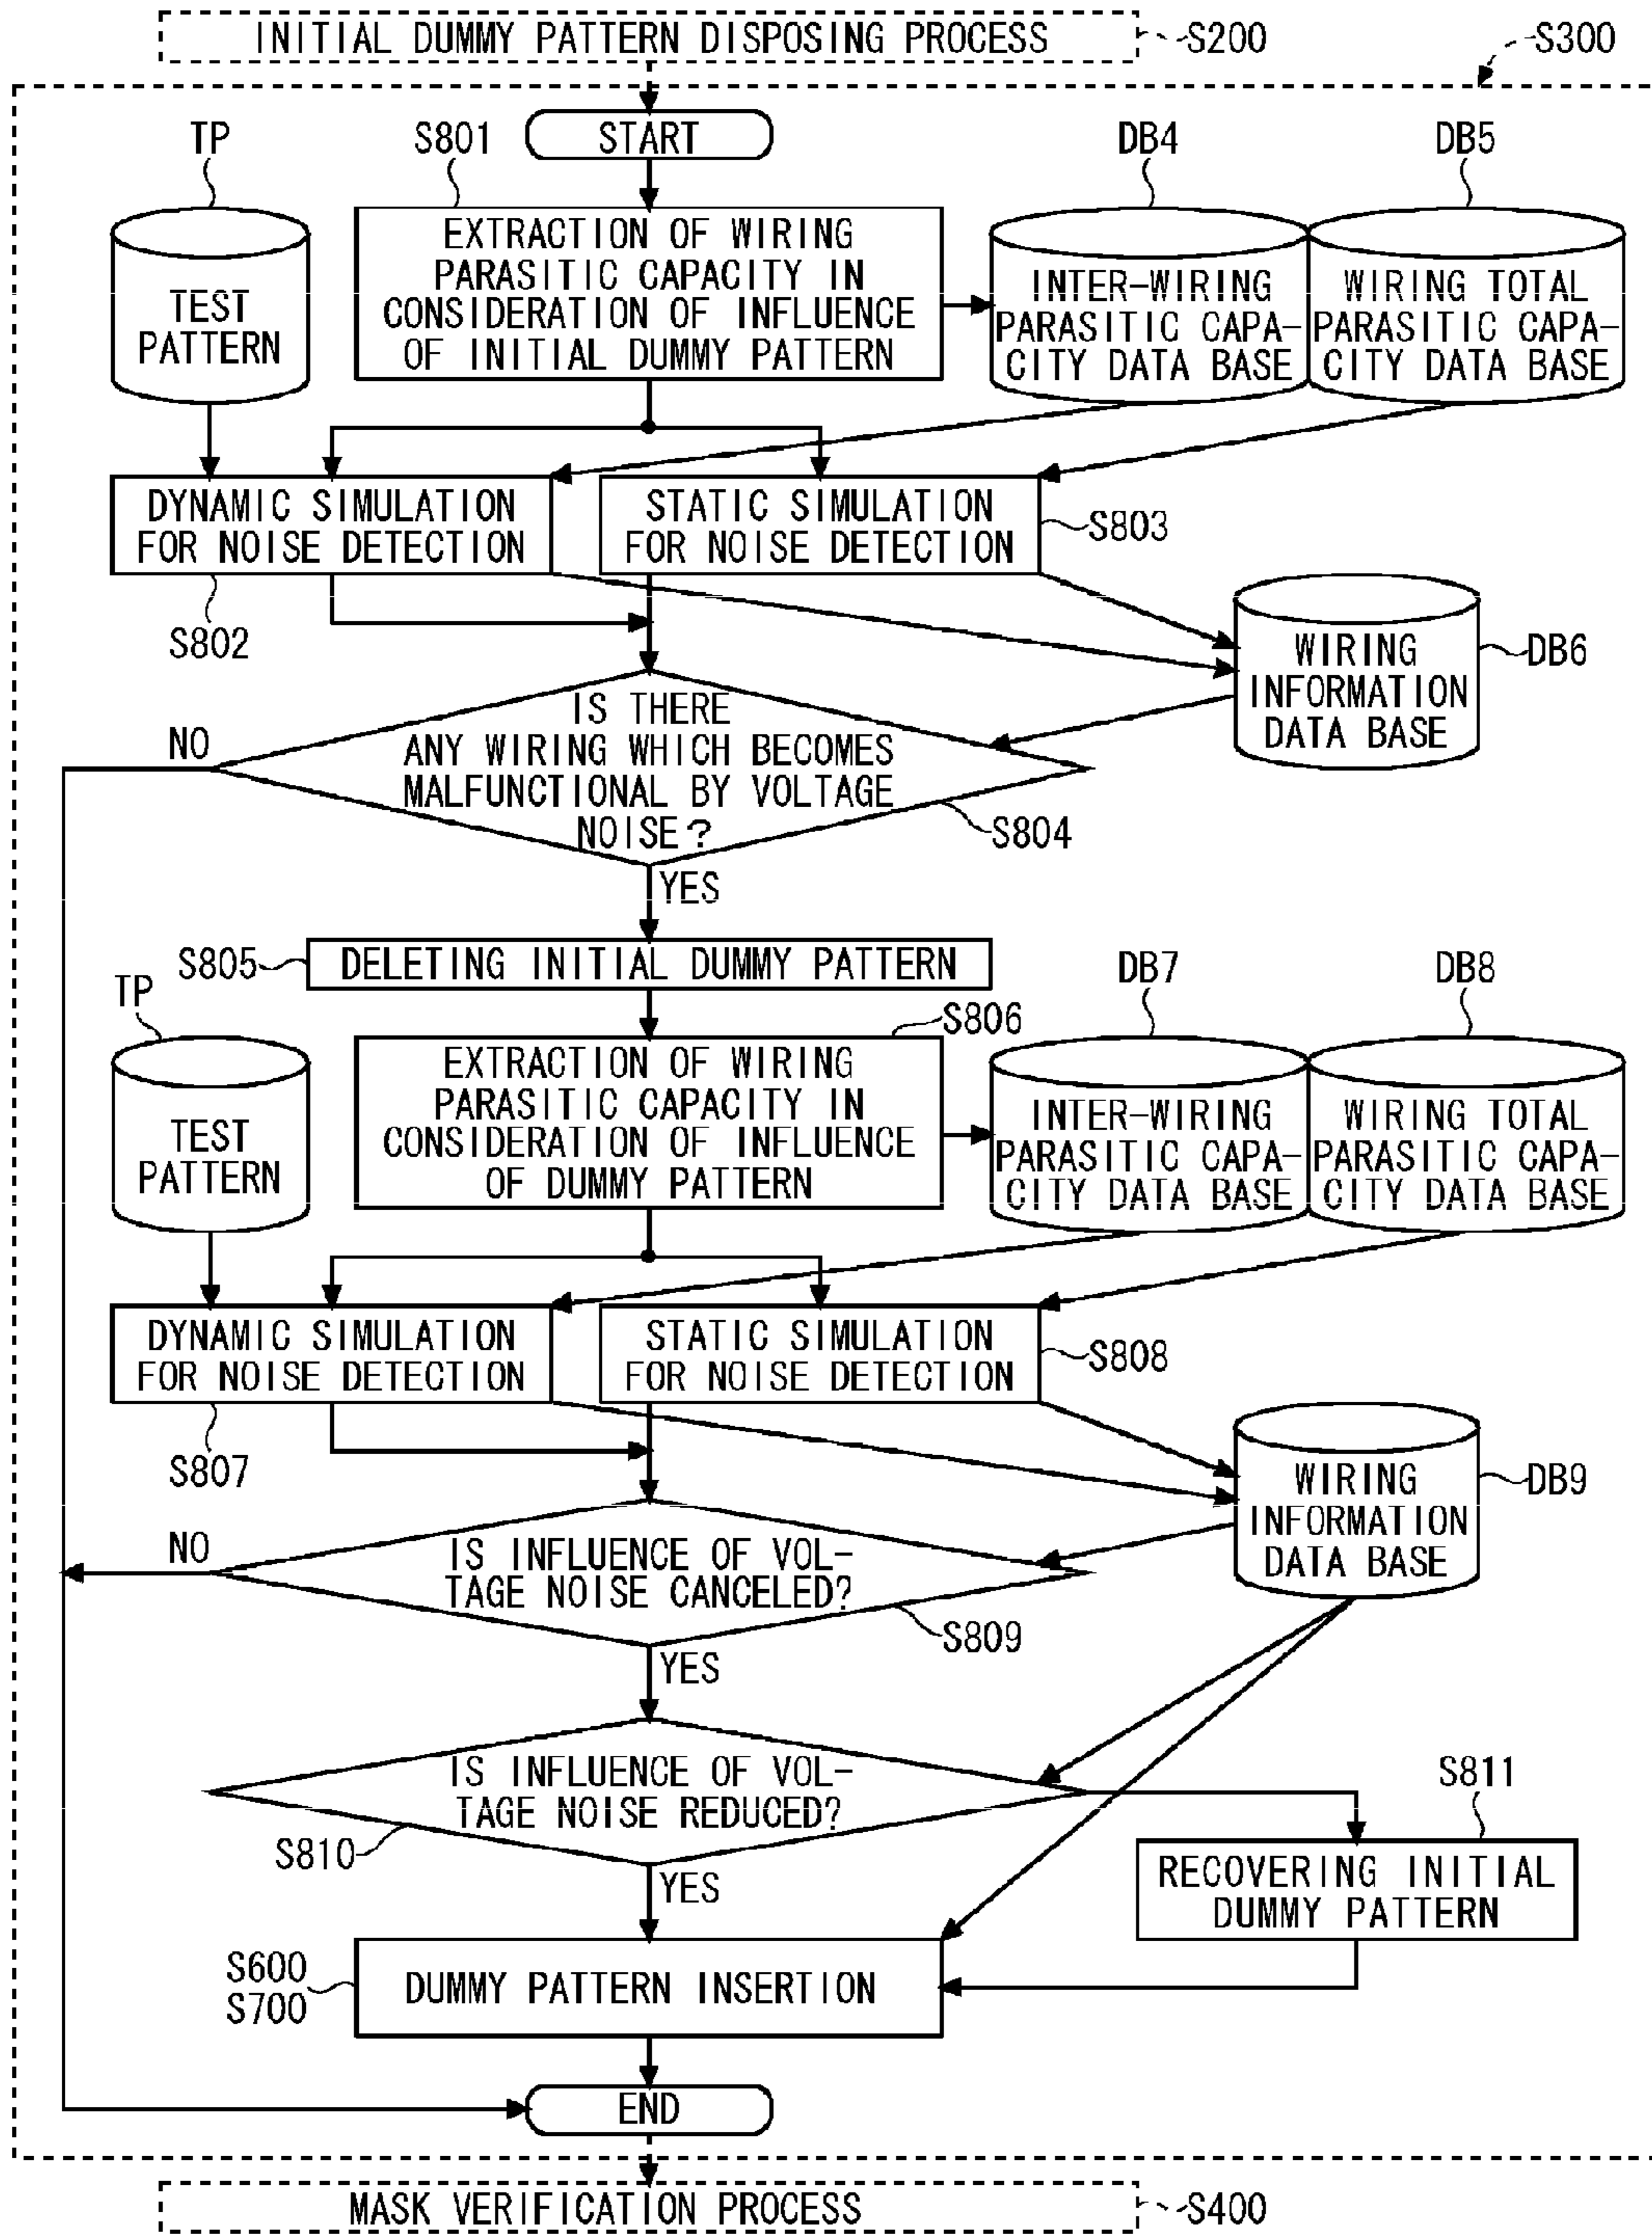 INITIAL DUMMY PATTERN DISPOSING PROCESS
S200
S300
START
TP
S801
DB4
DB5
TEST
PATTERN
EXTRACTION OF WIRING
PARASITIC CAPACITY IN
CONSIDERATION OF INFLUENCE
OF INITIAL DUMMY PATTERN
INTER-WIRING
PARASITIC CAPA-
CITY DATA BASE
WIRING TOTAL
PARASITIC CAPA-
CITY DATA BASE
DYNAMIC SIMULATION
FOR NOISE DETECTION
S802
STATIC SIMULATION
FOR NOISE DETECTION
S803
WIRING
INFORMATION
DATA BASE
DB6
IS THERE
ANY WIRING WHICH BECOMES
MALFUNCTIONAL BY VOLTAGE
NOISE?
NO
S804
YES
S805
DELETING INITIAL DUMMY PATTERN
TP
S806
DB7
DB8
TEST
PATTERN
EXTRACTION OF WIRING
PARASITIC CAPACITY IN
CONSIDERATION OF INFLUENCE
OF DUMMY PATTERN
INTER-WIRING
PARASITIC CAPA-
CITY DATA BASE
WIRING TOTAL
PARASITIC CAPA-
CITY DATA BASE
DYNAMIC SIMULATION
FOR NOISE DETECTION
S807
STATIC SIMULATION
FOR NOISE DETECTION
S808
WIRING
INFORMATION
DATA BASE
DB9
NO
IS INFLUENCE OF VOL-
TAGE NOISE CANCELED?
S809
YES
IS INFLUENCE OF VOL-
TAGE NOISE REDUCED?
S810
YES
S811
RECOVERING INITIAL
DUMMY PATTERN
S600
S700
DUMMY PATTERN INSERTION
END
MASK VERIFICATION PROCESS
S400